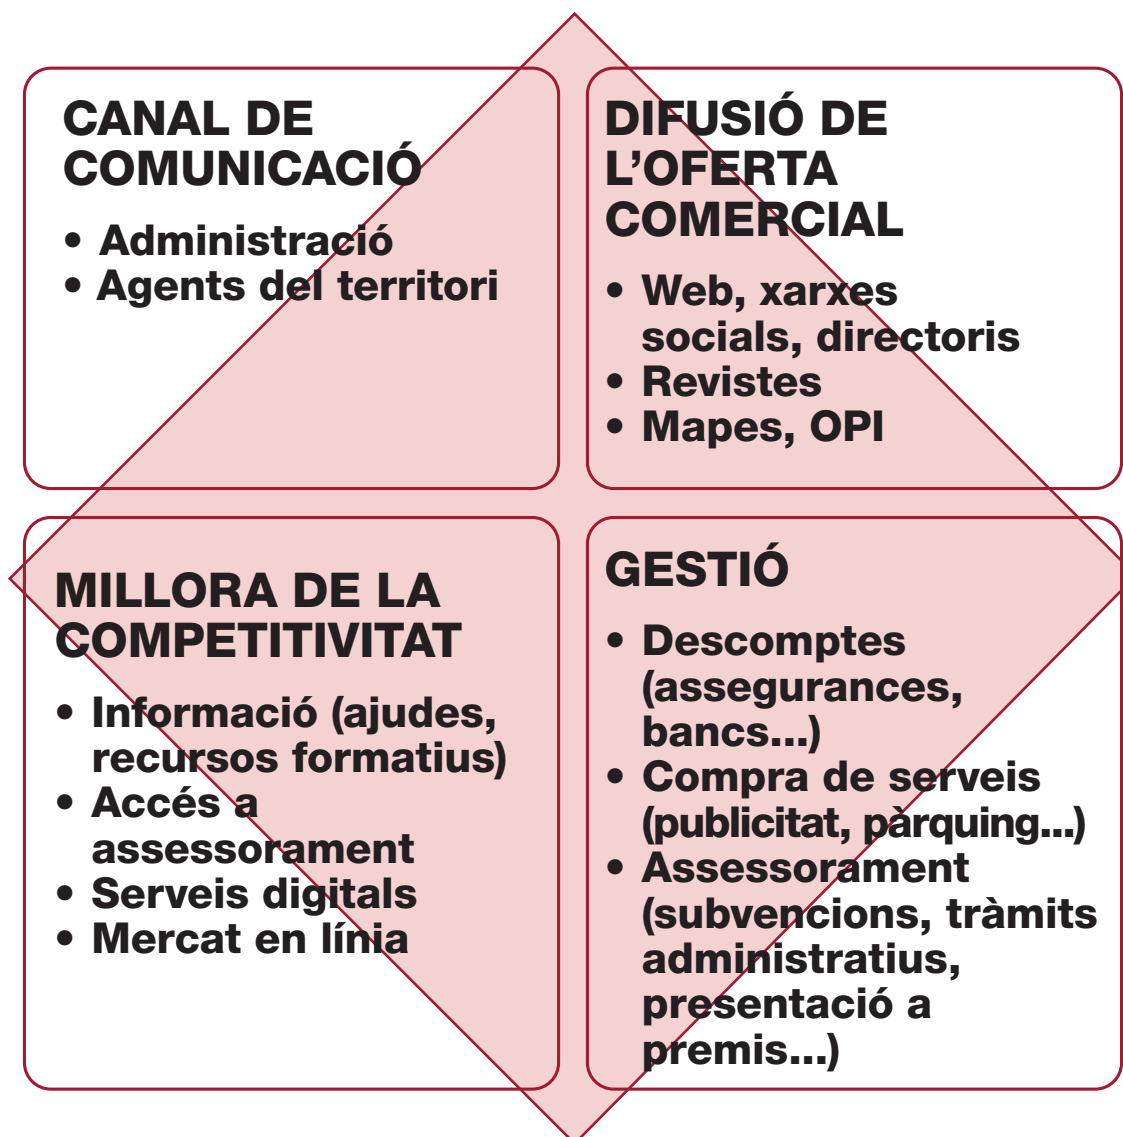 CANAL DE
COMUNICACIÓ
• Administració
• Agents del territori
DIFUSIÓ DE
L’OFERTA
COMERCIAL
• Web, xarxes
socials, directoris
• Revistes
• Mapes, OPI
MILLORA DE LA
COMPETITIVITAT
• Informació (ajudes,
recursos formatius)
• Accés a
assessorament
• Serveis digitals
• Mercat en línia
GESTIÓ
• Descomptes
(assegurances,
bancs...)
• Compra de serveis
(publicitat, pàrquing...)
• Assessorament
(subvencions, tràmits
administratius,
presentació a
premis...)